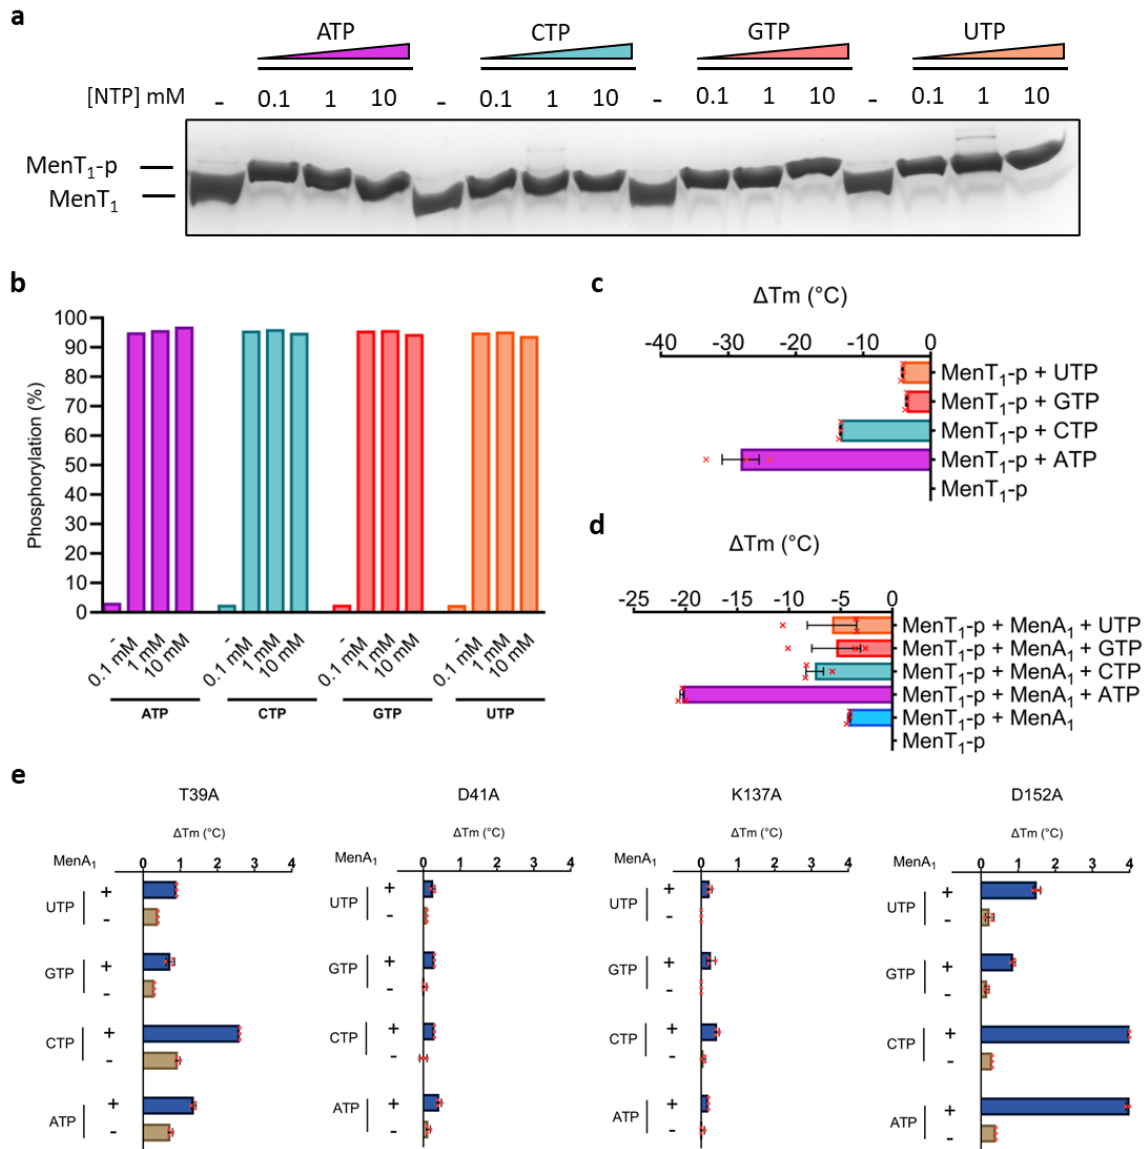 a
ATP CTP GTP UTP
[NTP] mM - 0.1 1 10 - 0.1 1 10 - 0.1 1 10 - 0.1 1 10
MenT₁-p
MenT₁
b
Phosphorylation (%)
100
90
80
70
60
50
40
30
20
10
0
- 0.1 mM 1 mM 10 mM - 0.1 mM 1 mM 10 mM - 0.1 mM 1 mM 10 mM - 0.1 mM 1 mM 10 mM
ATP CTP GTP UTP
c
ΔTm (°C)
-40 -30 -20 -10 0
MenT₁-p + UTP
MenT₁-p + GTP
MenT₁-p + CTP
MenT₁-p + ATP
MenT₁-p
d
ΔTm (°C)
-25 -20 -15 -10 -5 0
MenT₁-p + MenA₁ + UTP
MenT₁-p + MenA₁ + GTP
MenT₁-p + MenA₁ + CTP
MenT₁-p + MenA₁ + ATP
MenT₁-p + MenA₁
MenT₁-p
e
T39A
ΔTm (°C)
MenA₁ 0 1 2 3 4
UTP + -
GTP + -
CTP + -
ATP + -
D41A
ΔTm (°C)
MenA₁ 0 1 2 3 4
UTP + -
GTP + -
CTP + -
ATP + -
K137A
ΔTm (°C)
MenA₁ 0 1 2 3 4
UTP + -
GTP + -
CTP + -
ATP + -
D152A
ΔTm (°C)
MenA₁ 0 1 2 3 4
UTP + -
GTP + -
CTP + -
ATP + -